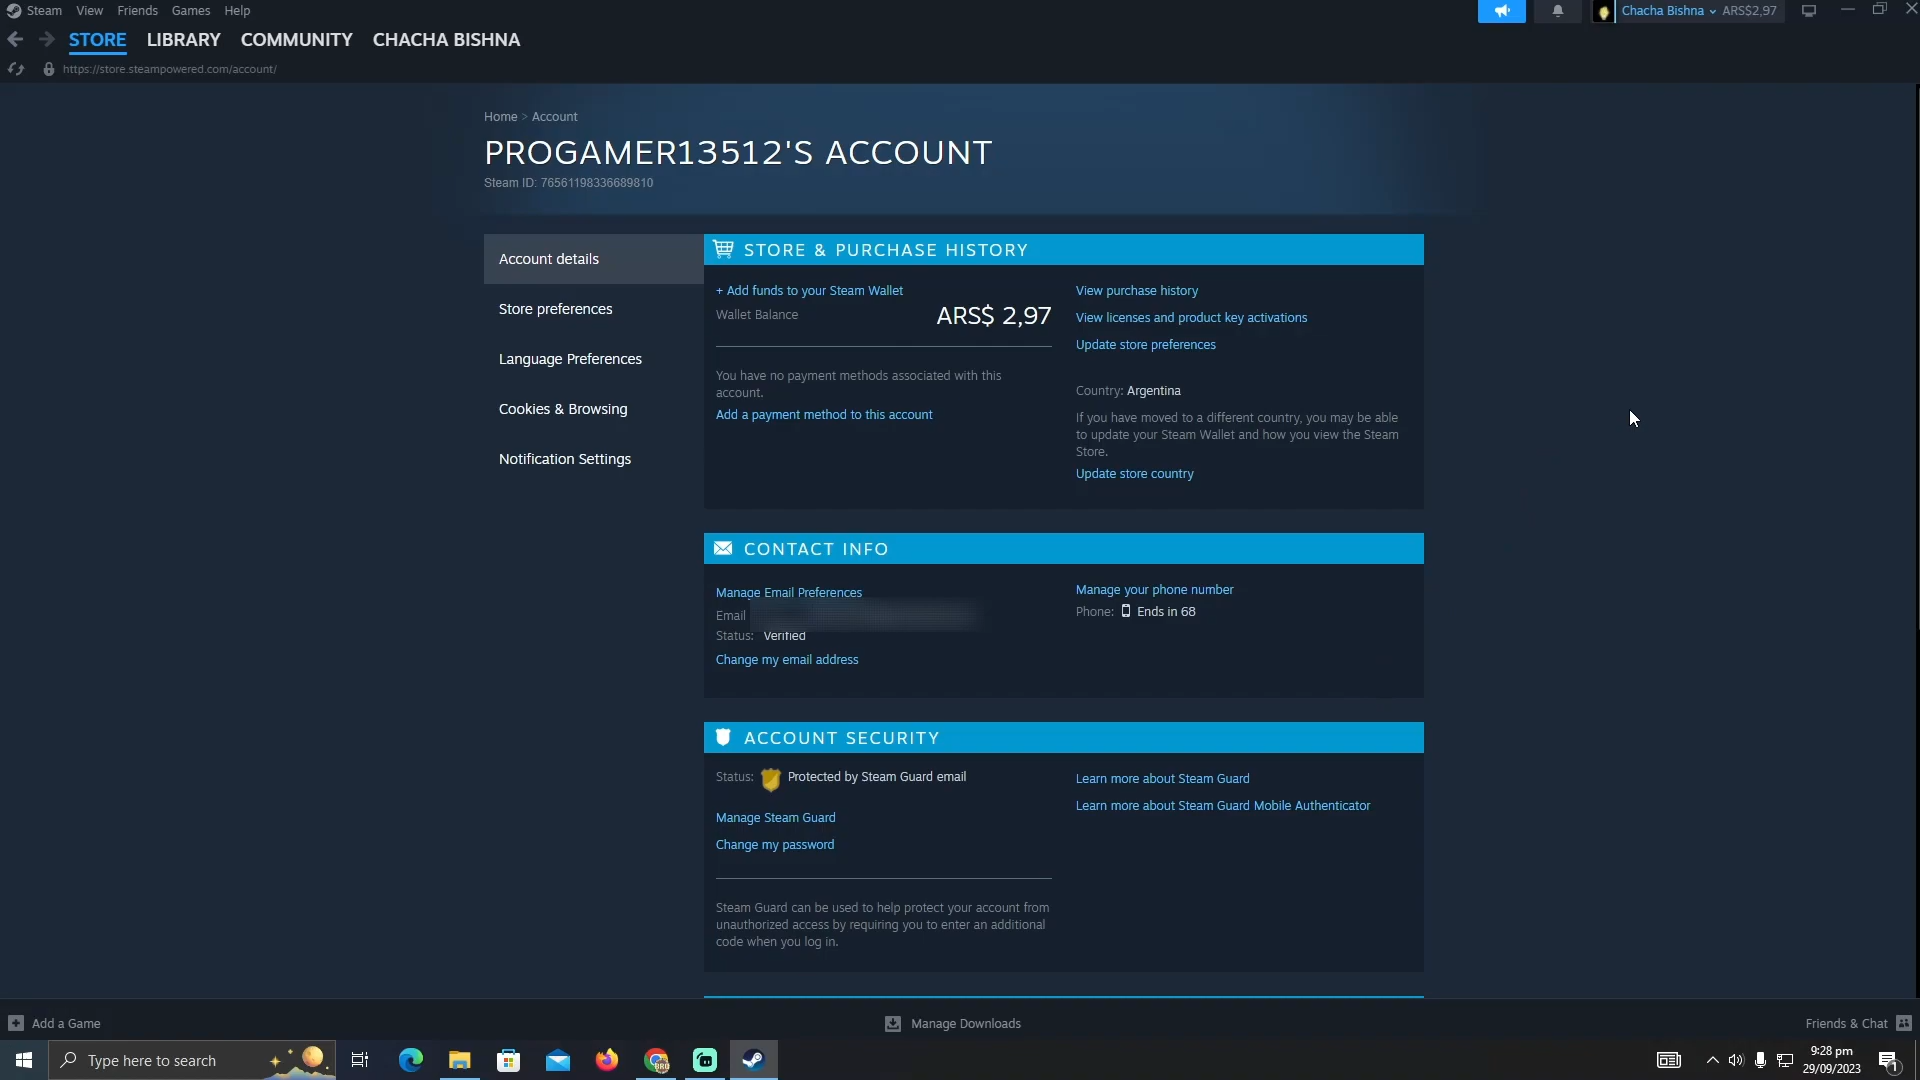 Steam View Friends Games Help
Chacha Bishna ARS$2,97
STORE LIBRARY COMMUNITY CHACHA BISHNA
https://store.steampowered.com/account/
Home > Account
PROGAMER13512'S ACCOUNT
Steam ID: 76561198336689810
Account details
Store preferences
Language Preferences
Cookies & Browsing
Notification Settings
STORE & PURCHASE HISTORY
+ Add funds to your Steam Wallet
Wallet Balance ARS$ 2,97
You have no payment methods associated with this
account.
Add a payment method to this account
View purchase history
View licenses and product key activations
Update store preferences
Country: Argentina
If you have moved to a different country, you may be able
to update your Steam Wallet and how you view the Steam
Store.
Update store country
CONTACT INFO
Manage Email Preferences
Email
Status: Verified
Change my email address
Manage your phone number
Phone: Ends in 68
ACCOUNT SECURITY
Status: Protected by Steam Guard email
Manage Steam Guard
Change my password
Steam Guard can be used to help protect your account from
unauthorized access by requiring you to enter an additional
code when you log in.
Learn more about Steam Guard
Learn more about Steam Guard Mobile Authenticator
Add a Game
Manage Downloads
Friends & Chat
Type here to search
9:28 pm
29/09/2023
1